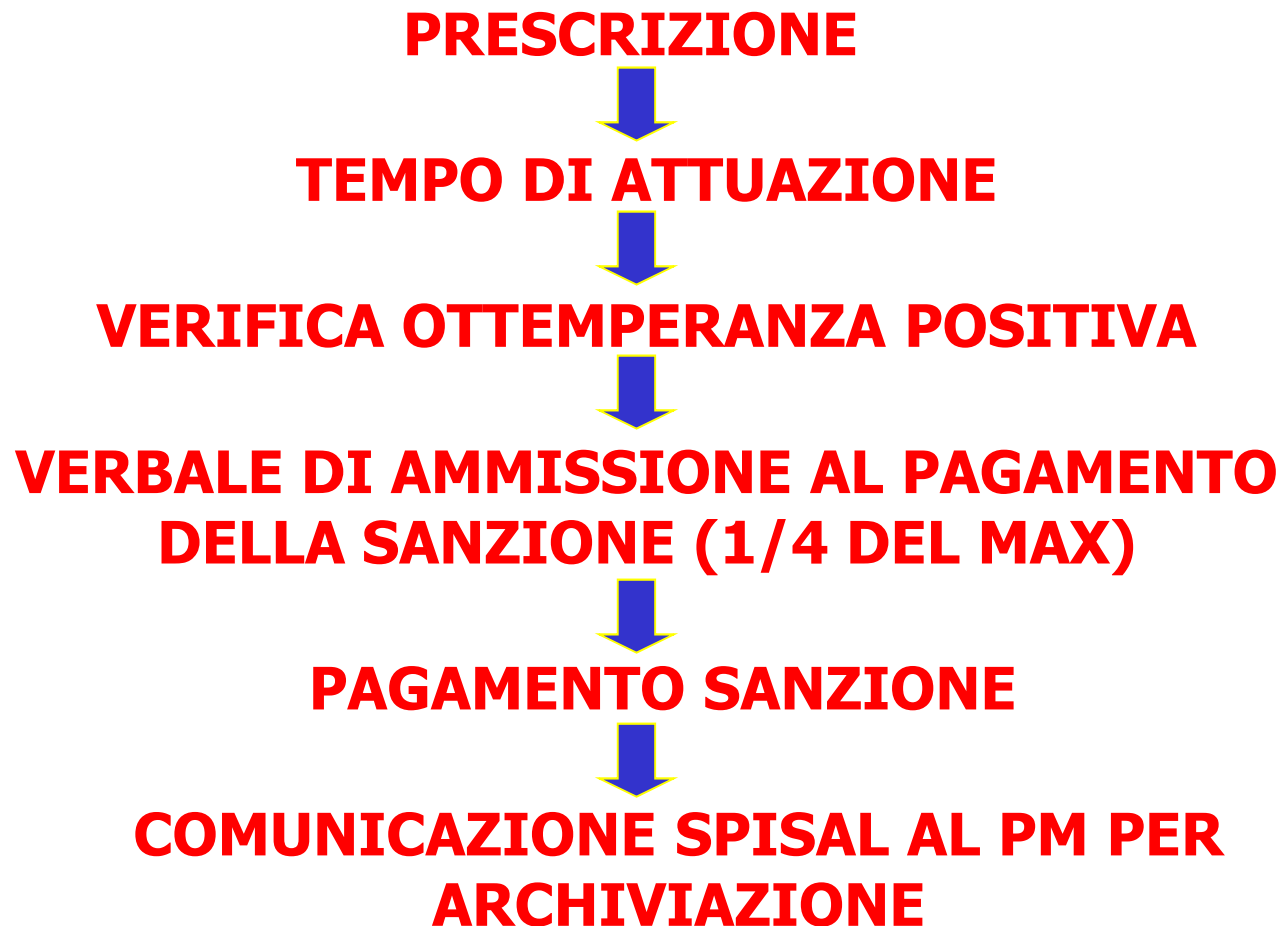 PRESCRIZIONE
TEMPO DI ATTUAZIONE
VERIFICA OTTEMPERANZA POSITIVA
VERBALE DI AMMISSIONE AL PAGAMENTO
DELLA SANZIONE (1/4 DEL MAX)
PAGAMENTO SANZIONE
COMUNICAZIONE SPISAL AL PM PER
ARCHIVIAZIONE